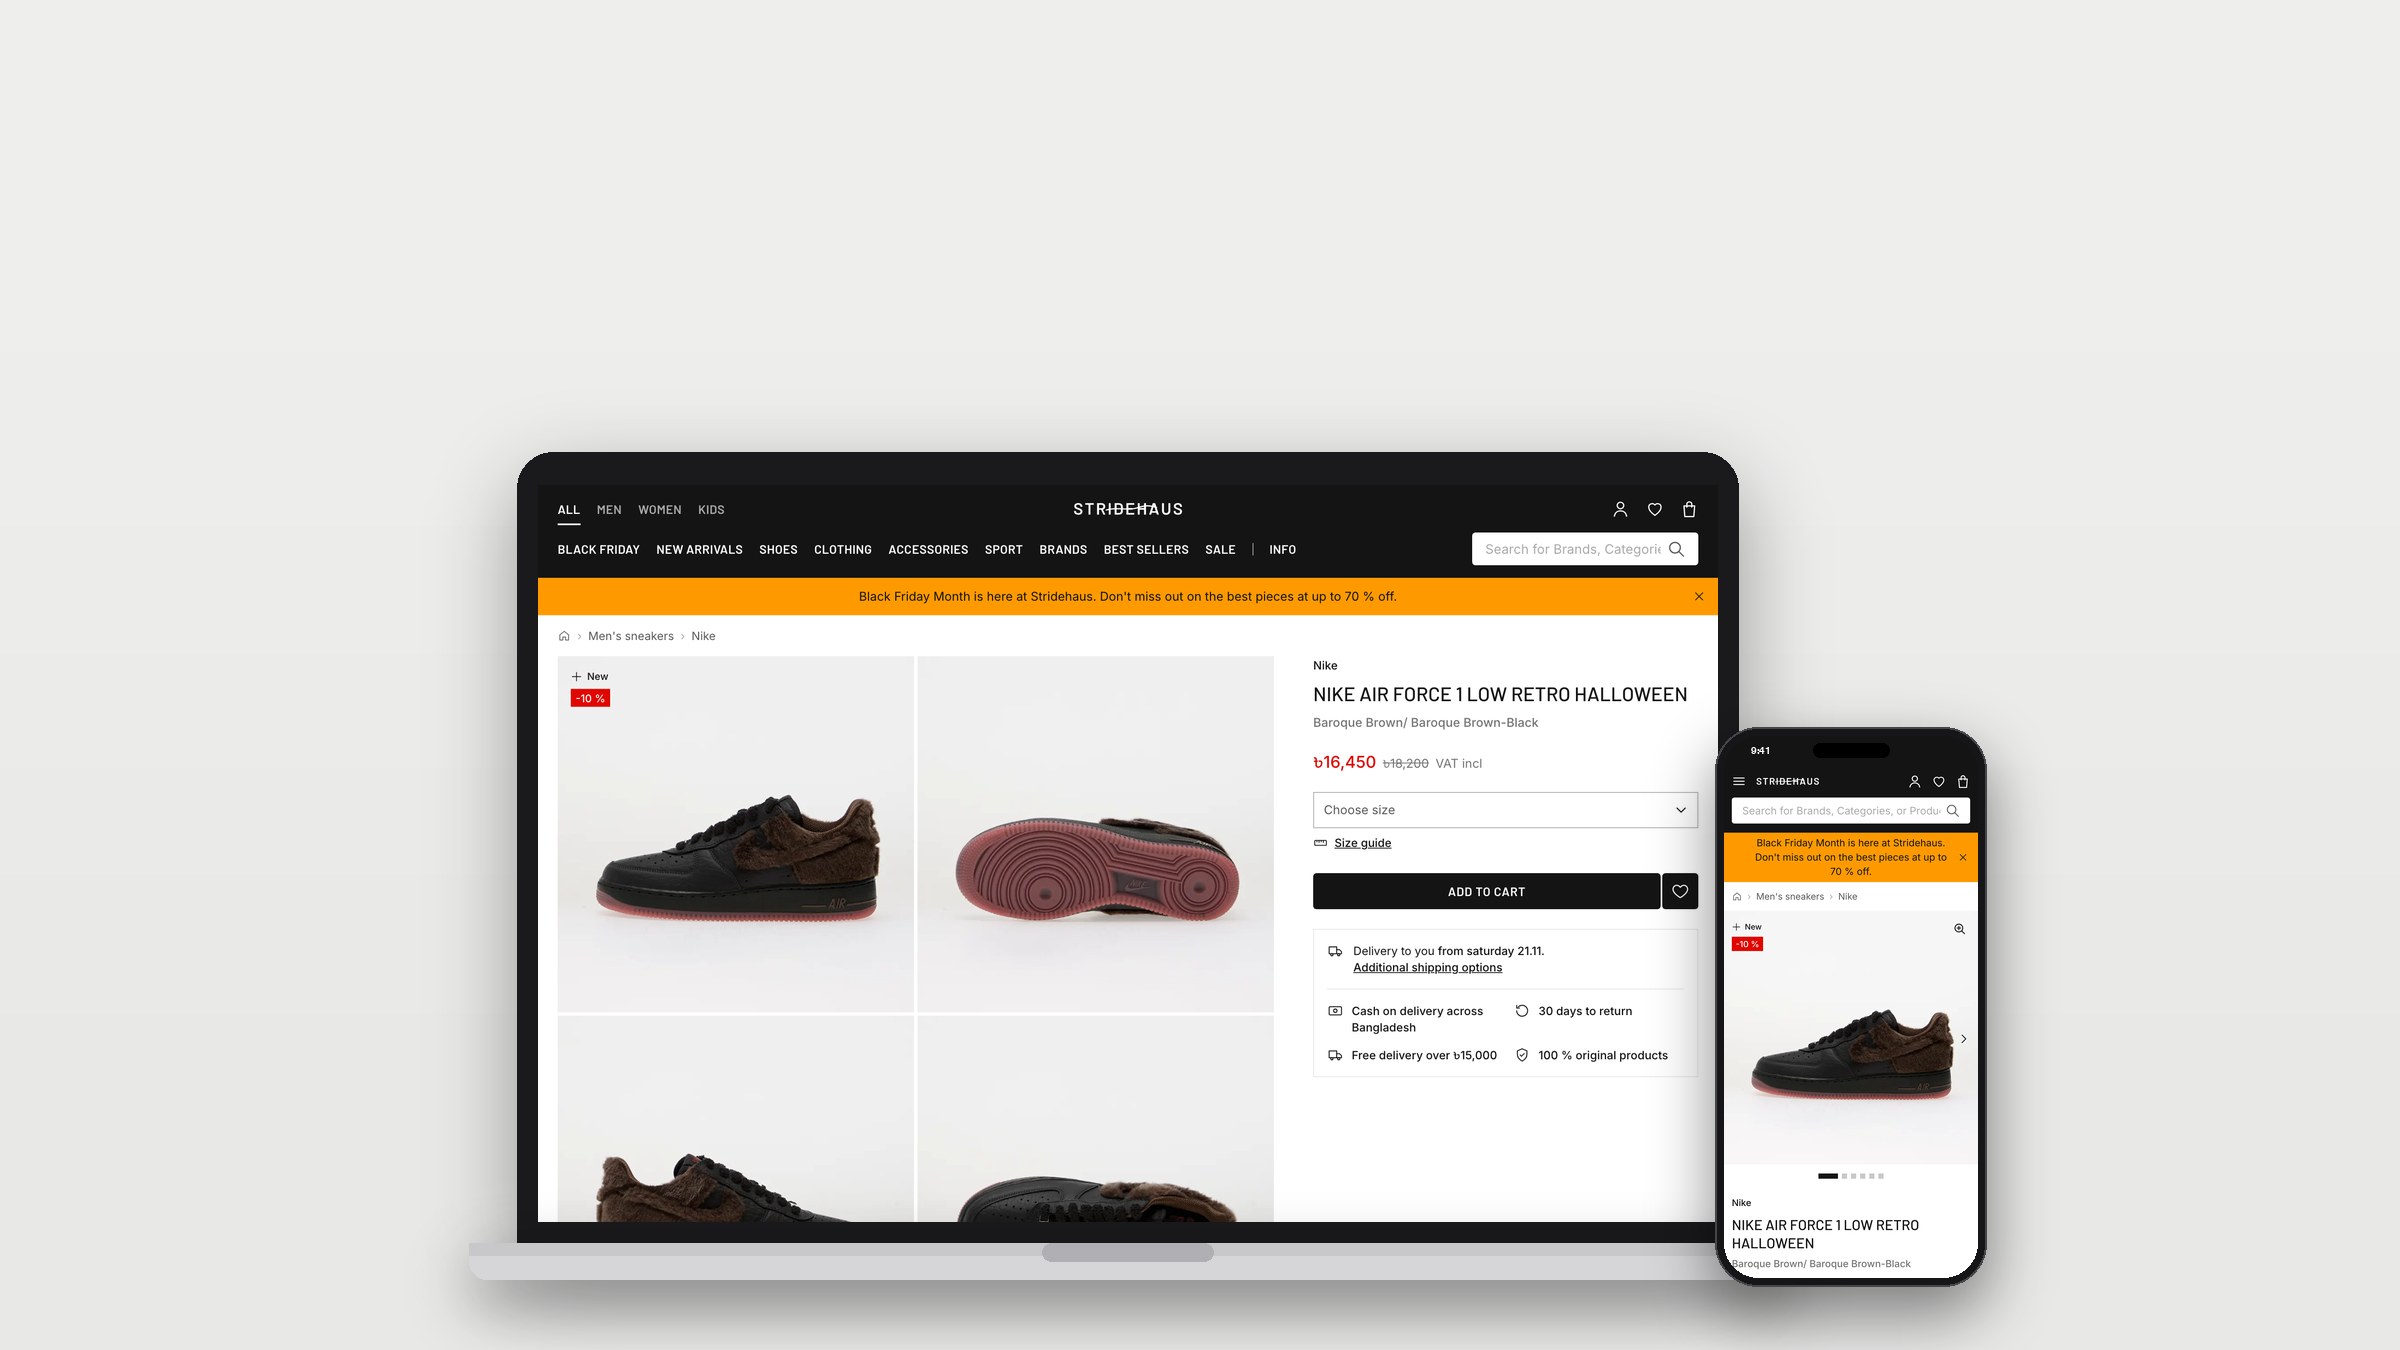 ALL MEN WOMEN KIDS
STRIDEHAUS
BLACK FRIDAY NEW ARRIVALS SHOES CLOTHING ACCESSORIES SPORT BRANDS BEST SELLERS SALE | INFO
Search for Brands, Categorie
Black Friday Month is here at Stridehaus. Don't miss out on the best pieces at up to 70 % off.
Men's sneakers › Nike
New
-10 %
AIR
Nike
NIKE AIR FORCE 1 LOW RETRO HALLOWEEN
Baroque Brown/ Baroque Brown-Black
৳16,450 ৳18,200 VAT incl
Choose size
Size guide
ADD TO CART
Delivery to you from saturday 21.11.
Additional shipping options
Cash on delivery across
Bangladesh
30 days to return
Free delivery over ৳15,000
100 % original products
9:41
STRIDEHAUS
Search for Brands, Categories, or Produ
Black Friday Month is here at Stridehaus.
Don't miss out on the best pieces at up to
70 % off.
Men's sneakers › Nike
New
-10 %
AIR
Nike
NIKE AIR FORCE 1 LOW RETRO
HALLOWEEN
Baroque Brown/ Baroque Brown-Black